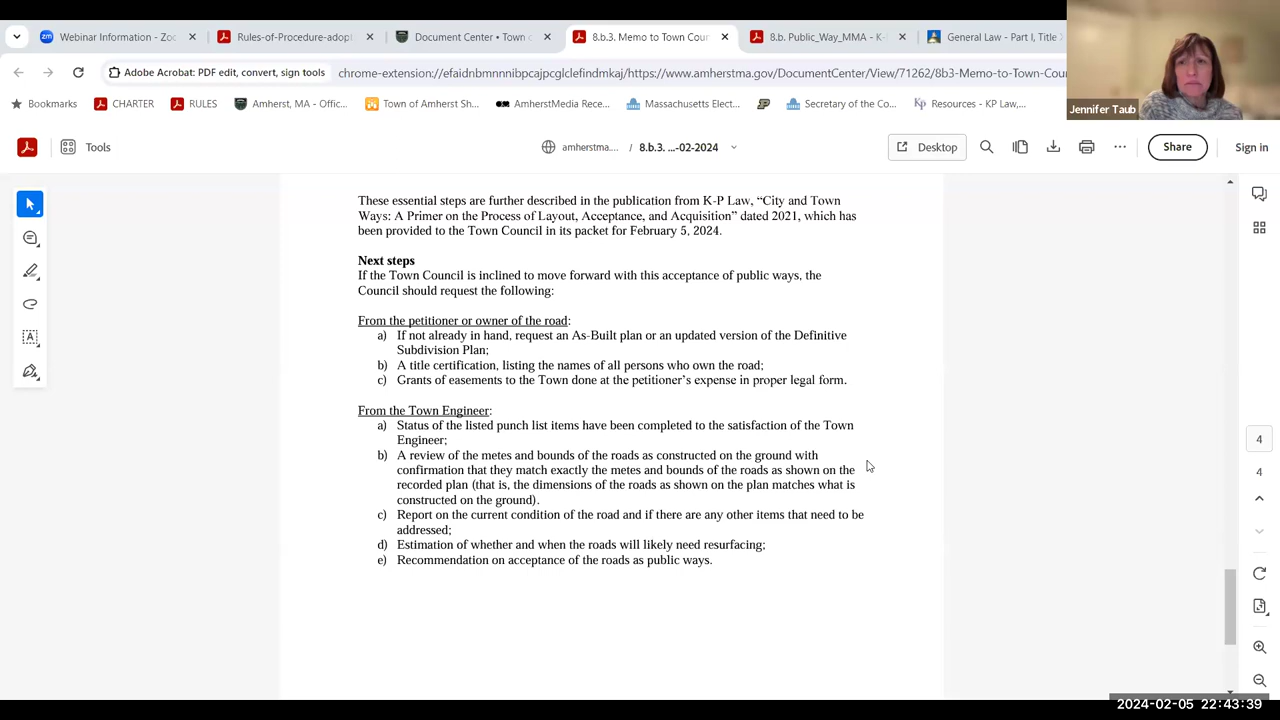 Webinar Information - Zoo
Rules-of-Procedure-adopt
Document Center • Town o
8.b.3. Memo to Town Coun
8.b. Public_Way_MMA - K-
General Law - Part I, Title
Adobe Acrobat: PDF edit, convert, sign tools
chrome-extension://efaidnbmnnnibpcajpcglclefindmkaj/https://www.amherstma.gov/DocumentCenter/View/71262/8b3-Memo-to-Town-Cou
Bookmarks
CHARTER
RULES
Amherst, MA - Offic...
Town of Amherst Sh...
AmherstMedia Rece...
Massachusetts Elect...
Secretary of the Co...
Resources - KP Law,...
Jennifer Taub
Tools
amherstma....
/
8.b.3. ...-02-2024
Desktop
Share
Sign in
These essential steps are further described in the publication from K-P Law, “City and Town
Ways: A Primer on the Process of Layout, Acceptance, and Acquisition” dated 2021, which has
been provided to the Town Council in its packet for February 5, 2024.
Next steps
If the Town Council is inclined to move forward with this acceptance of public ways, the
Council should request the following:
From the petitioner or owner of the road:
a) If not already in hand, request an As-Built plan or an updated version of the Definitive
Subdivision Plan;
b) A title certification, listing the names of all persons who own the road;
c) Grants of easements to the Town done at the petitioner’s expense in proper legal form.
From the Town Engineer:
a) Status of the listed punch list items have been completed to the satisfaction of the Town
Engineer;
b) A review of the metes and bounds of the roads as constructed on the ground with
confirmation that they match exactly the metes and bounds of the roads as shown on the
recorded plan (that is, the dimensions of the roads as shown on the plan matches what is
constructed on the ground).
c) Report on the current condition of the road and if there are any other items that need to be
addressed;
d) Estimation of whether and when the roads will likely need resurfacing;
e) Recommendation on acceptance of the roads as public ways.
4
4
2024-02-05 22:43:39